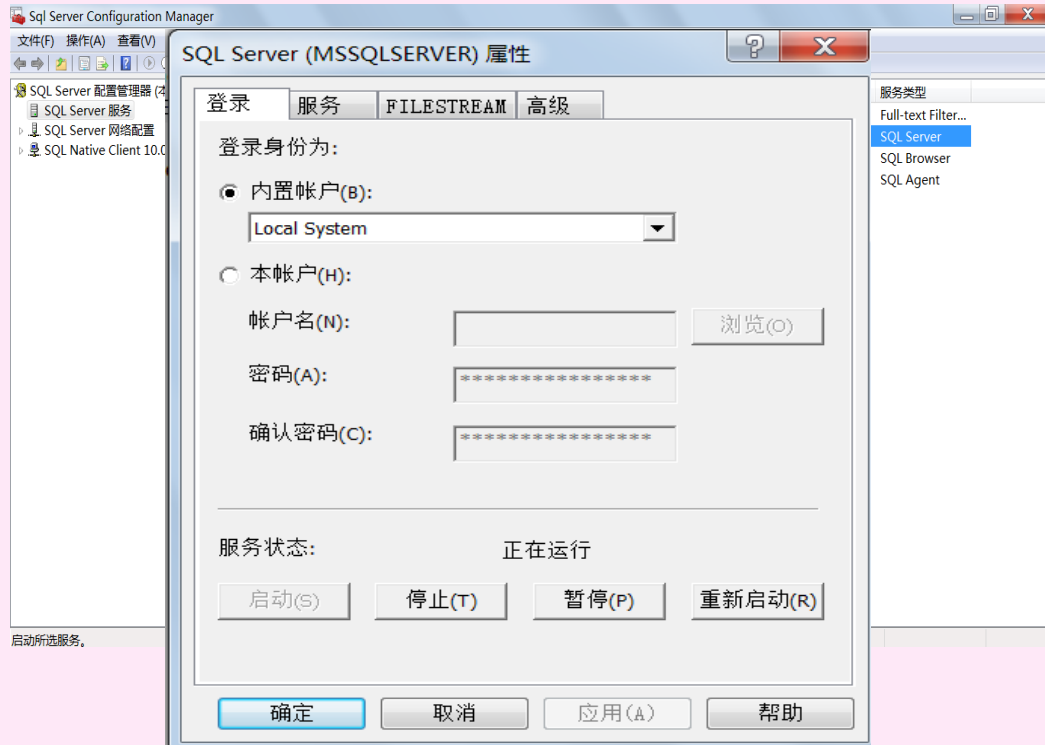 Sql Server Configuration Manager
文件(F) 操作(A) 查看(V)
SQL Server 配置管理器 (本
SQL Server 服务
SQL Server 网络配置
SQL Native Client 10.0
SQL Server (MSSQLSERVER) 属性
登录 服务 FILESTREAM 高级
登录身份为:
内置帐户(B):
Local System
本帐户(H):
帐户名(N):
浏览(O)
密码(A):
****************
确认密码(C):
****************
服务状态:
正在运行
启动(S) 停止(T) 暂停(P) 重新启动(R)
确定 取消 应用(A) 帮助
服务类型
Full-text Filter...
SQL Server
SQL Browser
SQL Agent
启动所选服务。